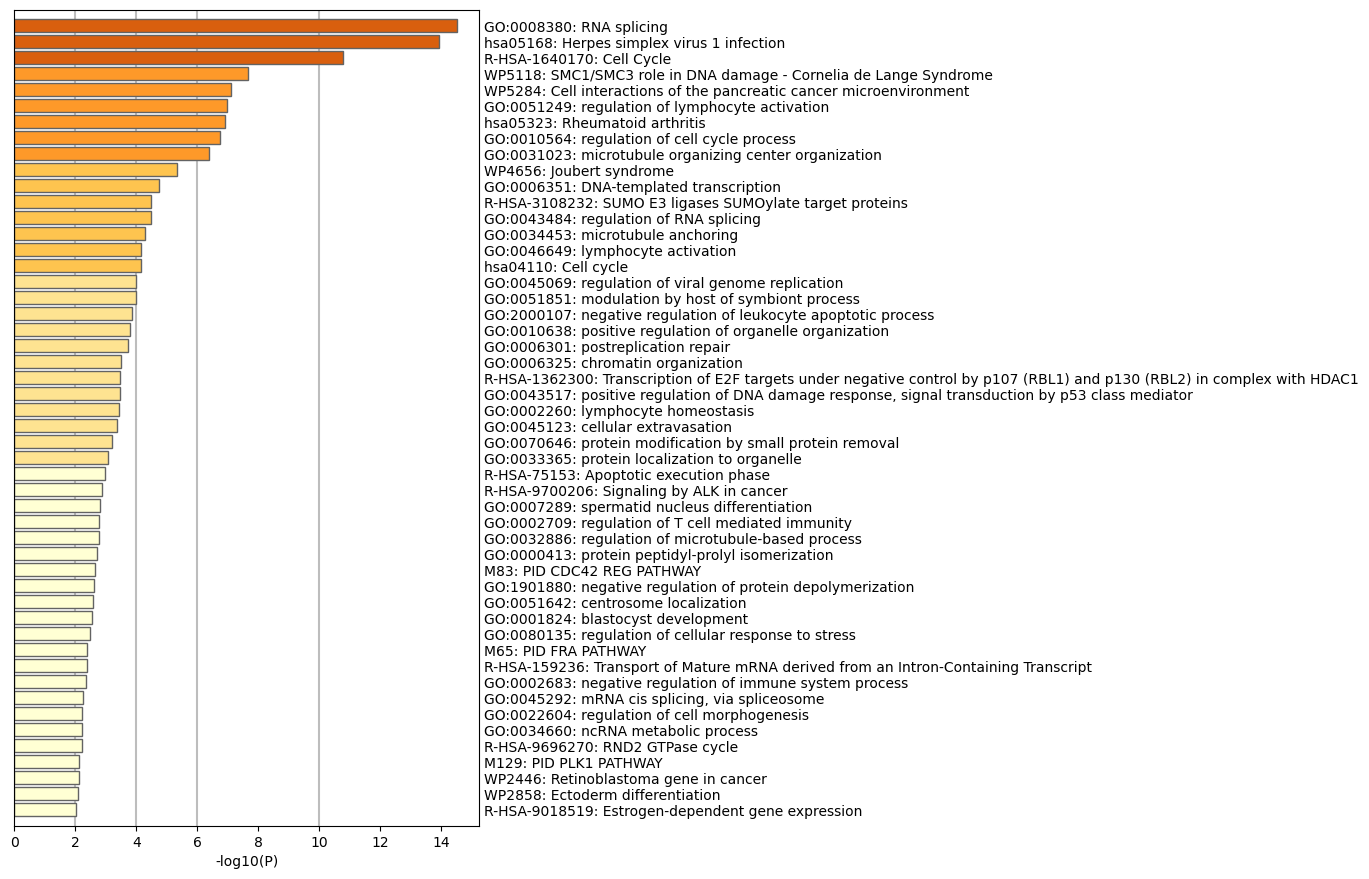 GO:0008380: RNA splicing
hsa05168: Herpes simplex virus 1 infection
R-HSA-1640170: Cell Cycle
WP5118: SMC1/SMC3 role in DNA damage - Cornelia de Lange Syndrome
WP5284: Cell interactions of the pancreatic cancer microenvironment
GO:0051249: regulation of lymphocyte activation
hsa05323: Rheumatoid arthritis
GO:0010564: regulation of cell cycle process
GO:0031023: microtubule organizing center organization
WP4656: Joubert syndrome
GO:0006351: DNA-templated transcription
R-HSA-3108232: SUMO E3 ligases SUMOylate target proteins
GO:0043484: regulation of RNA splicing
GO:0034453: microtubule anchoring
GO:0046649: lymphocyte activation
hsa04110: Cell cycle
GO:0045069: regulation of viral genome replication
GO:0051851: modulation by host of symbiont process
GO:2000107: negative regulation of leukocyte apoptotic process
GO:0010638: positive regulation of organelle organization
GO:0006301: postreplication repair
GO:0006325: chromatin organization
R-HSA-1362300: Transcription of E2F targets under negative control by p107 (RBL1) and p130 (RBL2) in complex with HDAC1
GO:0043517: positive regulation of DNA damage response, signal transduction by p53 class mediator
GO:0002260: lymphocyte homeostasis
GO:0045123: cellular extravasation
GO:0070646: protein modification by small protein removal
GO:0033365: protein localization to organelle
R-HSA-75153: Apoptotic execution phase
R-HSA-9700206: Signaling by ALK in cancer
GO:0007289: spermatid nucleus differentiation
GO:0002709: regulation of T cell mediated immunity
GO:0032886: regulation of microtubule-based process
GO:0000413: protein peptidyl-prolyl isomerization
M83: PID CDC42 REG PATHWAY
GO:1901880: negative regulation of protein depolymerization
GO:0051642: centrosome localization
GO:0001824: blastocyst development
GO:0080135: regulation of cellular response to stress
M65: PID FRA PATHWAY
R-HSA-159236: Transport of Mature mRNA derived from an Intron-Containing Transcript
GO:0002683: negative regulation of immune system process
GO:0045292: mRNA cis splicing, via spliceosome
GO:0022604: regulation of cell morphogenesis
GO:0034660: ncRNA metabolic process
R-HSA-9696270: RND2 GTPase cycle
M129: PID PLK1 PATHWAY
WP2446: Retinoblastoma gene in cancer
WP2858: Ectoderm differentiation
R-HSA-9018519: Estrogen-dependent gene expression
0 2 4 6 8 10 12 14
-log10(P)